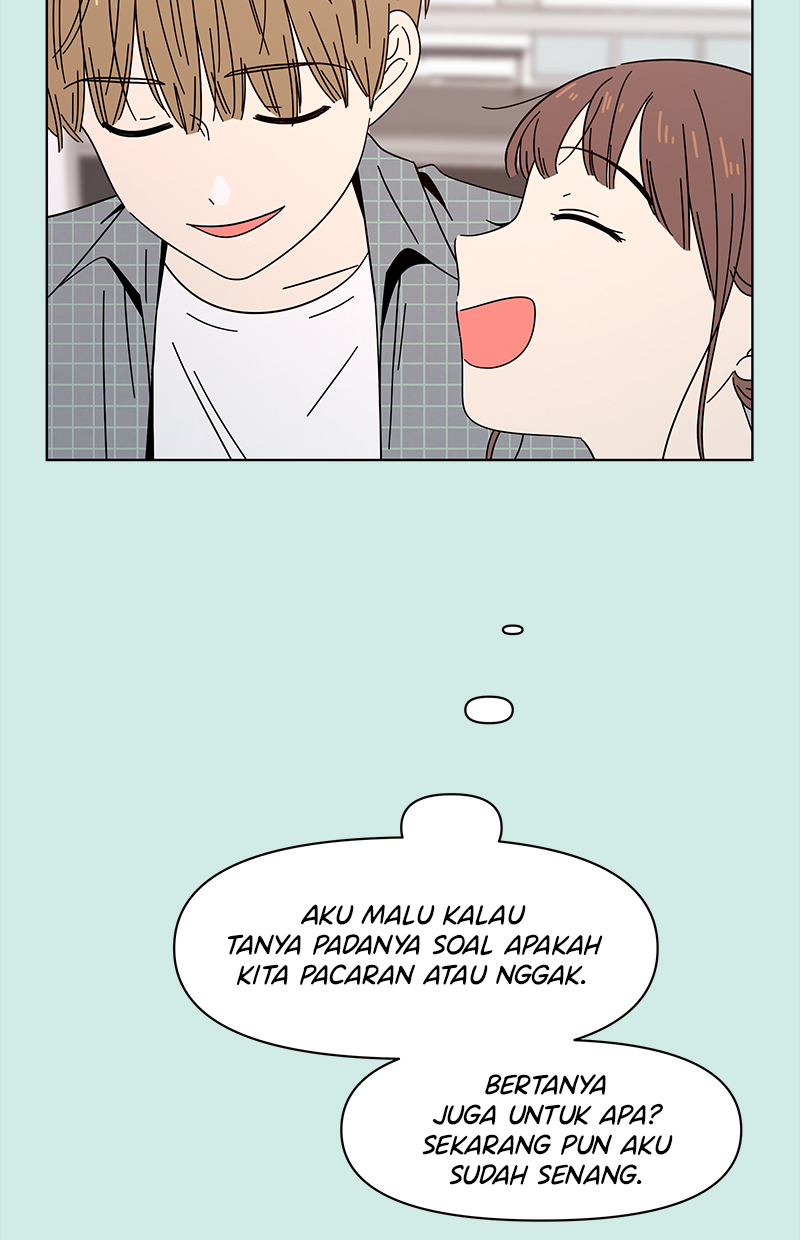 AKU MALU KALAU
TANYA PADANYA SOAL APAKAH
KITA PACARAN ATAU NGGAK.
BERTANYA
JUGA UNTUK APA?
SEKARANG PUN AKU
SUDAH SENANG.